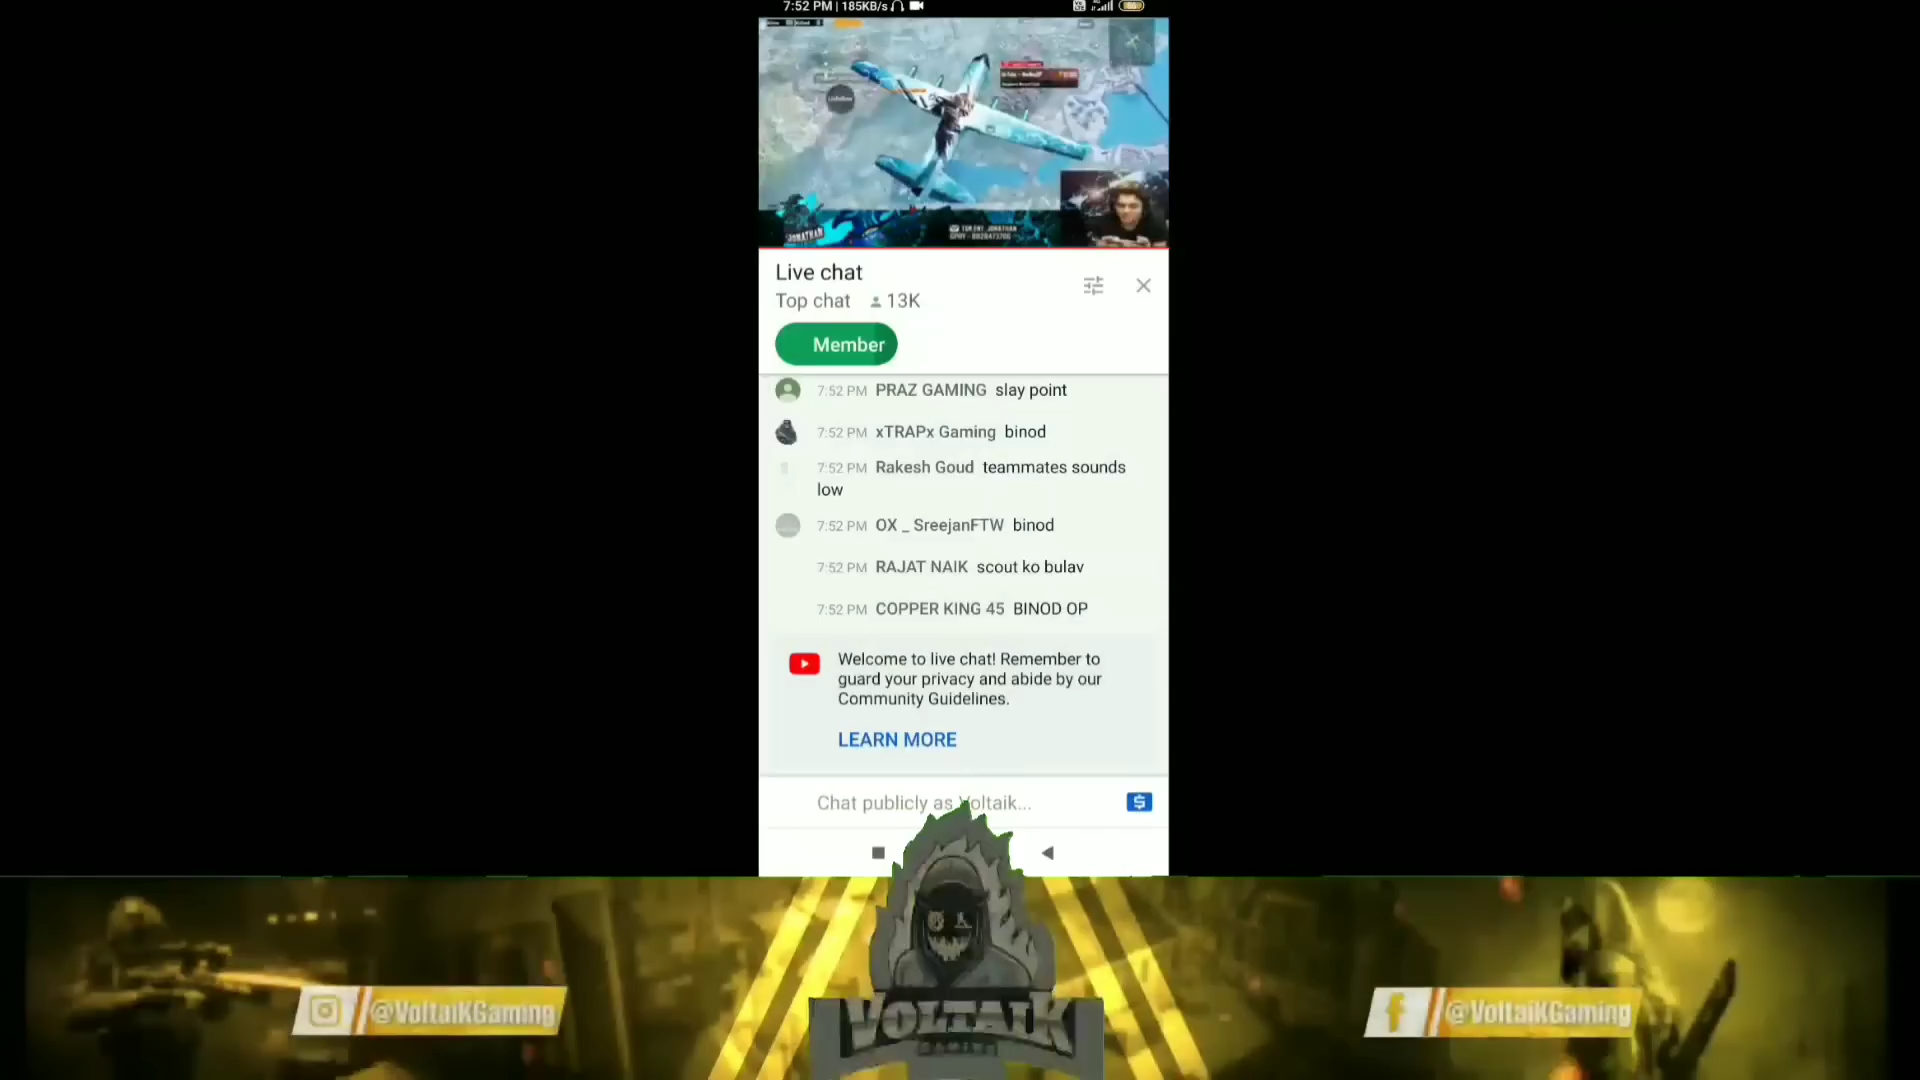 7:52 PM | 185KB/s
JONATHAN
Live chat
Top chat 13K
Member
7:52 PM PRAZ GAMING slay point
7:52 PM xTRAPx Gaming binod
7:52 PM Rakesh Goud teammates sounds
low
7:52 PM OX _ SreejanFTW binod
7:52 PM RAJAT NAIK scout ko bulav
7:52 PM COPPER KING 45 BINOD OP
Welcome to live chat! Remember to
guard your privacy and abide by our
Community Guidelines.
LEARN MORE
Chat publicly as Voltaik...
@VoltaiKGaming
VOLTAIK
GAMING
@VoltaiKGaming